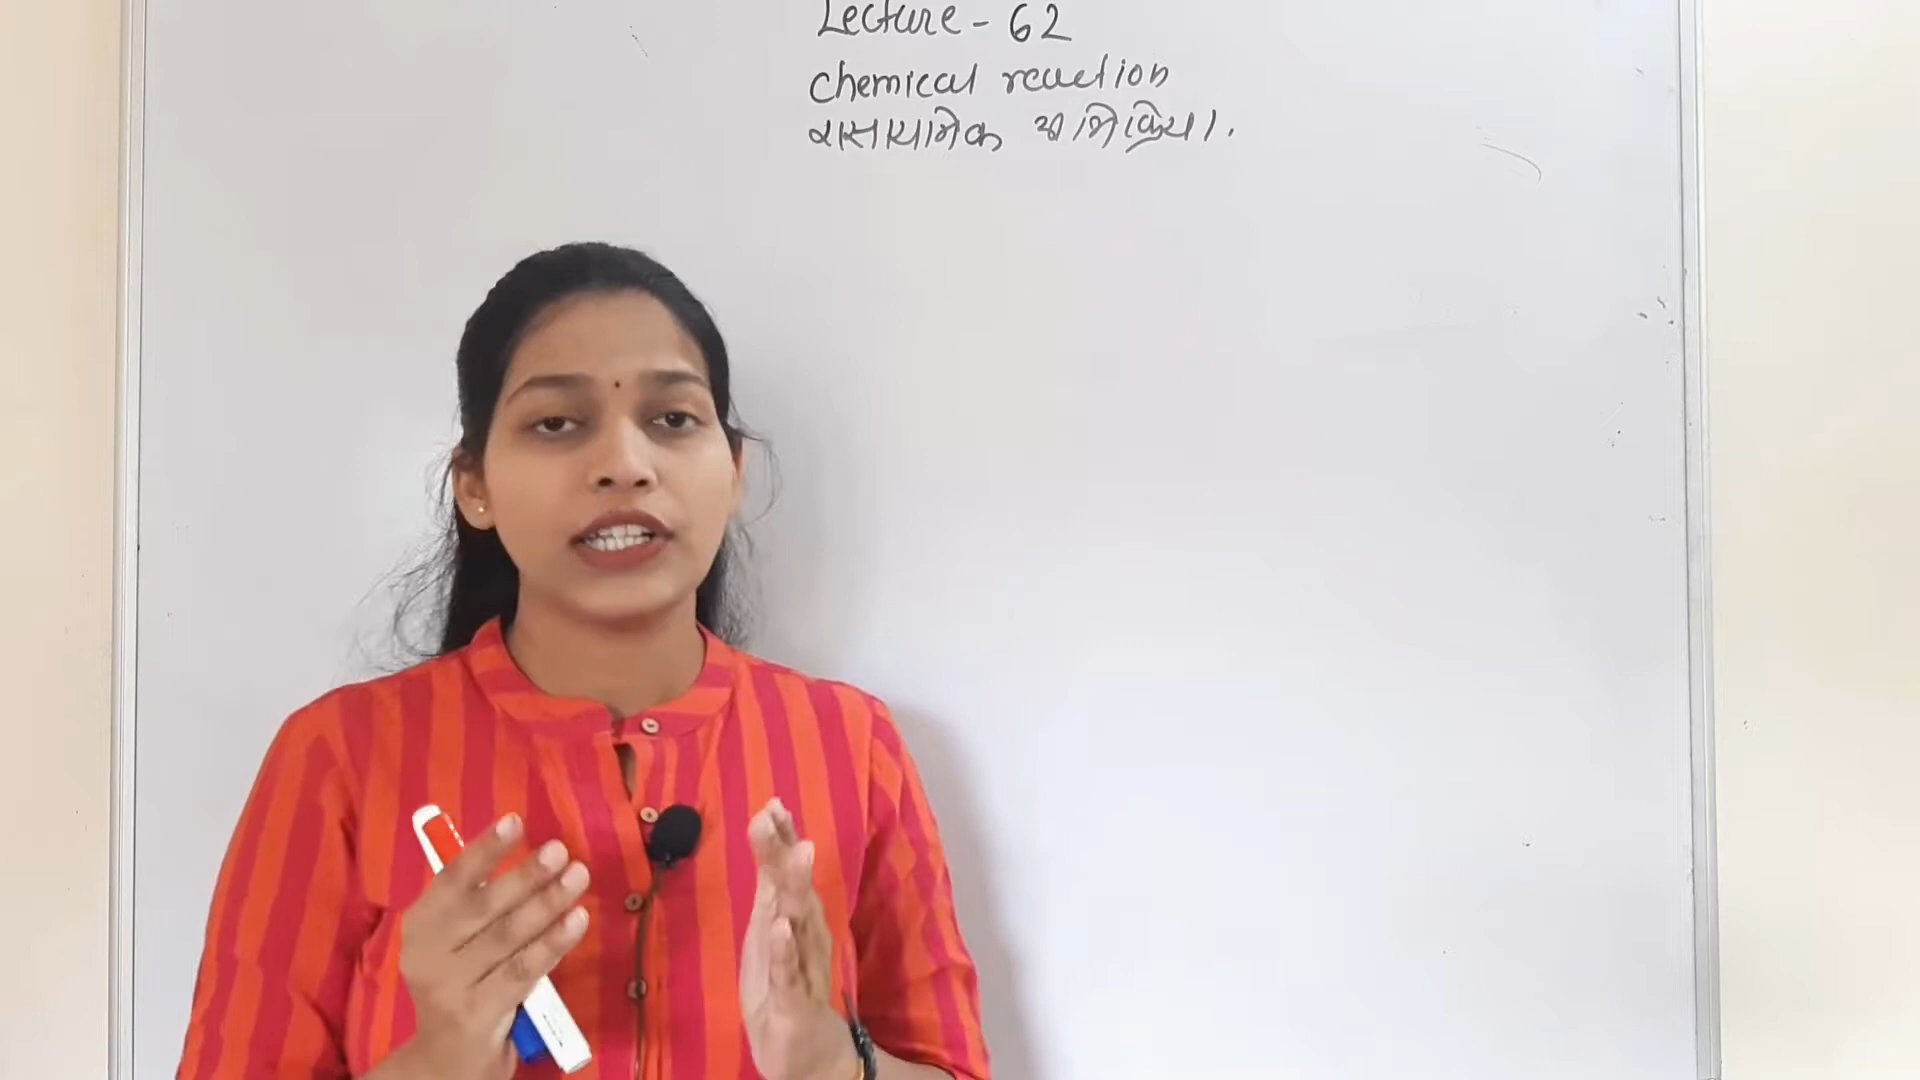 Lecture - 62
Chemical reaction
रासायनिक अभिक्रिया.